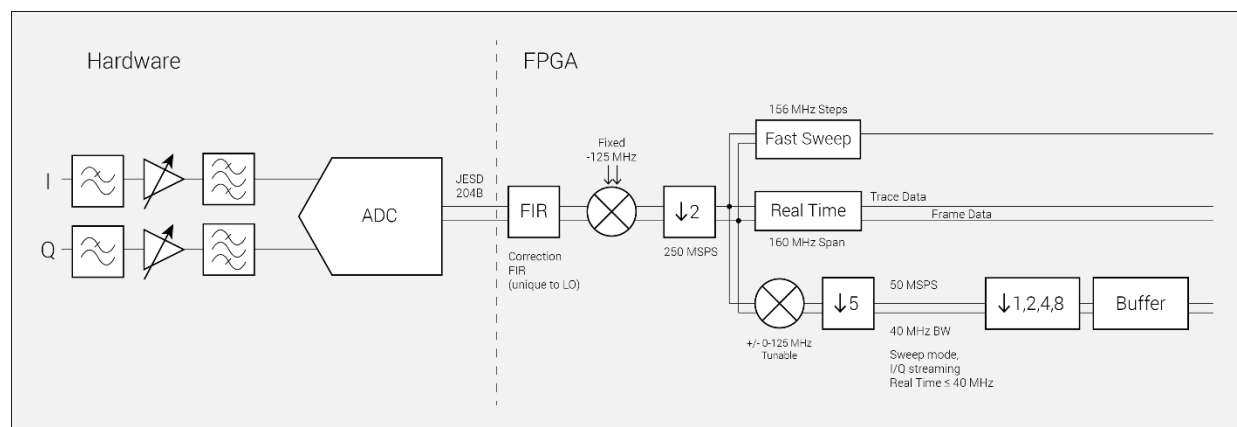 Hardware
FPGA
I
Q
ADC
JESD
204B
FIR
Correction
FIR
(unique to LO)
Fixed
-125 MHz
↓2
250 MSPS
156 MHz Steps
Fast Sweep
Real Time
160 MHz Span
Trace Data
Frame Data
+/- 0-125 MHz
Tunable
↓5
50 MSPS
40 MHz BW
Sweep mode,
I/Q streaming
Real Time ≤ 40 MHz
↓1,2,4,8
Buffer